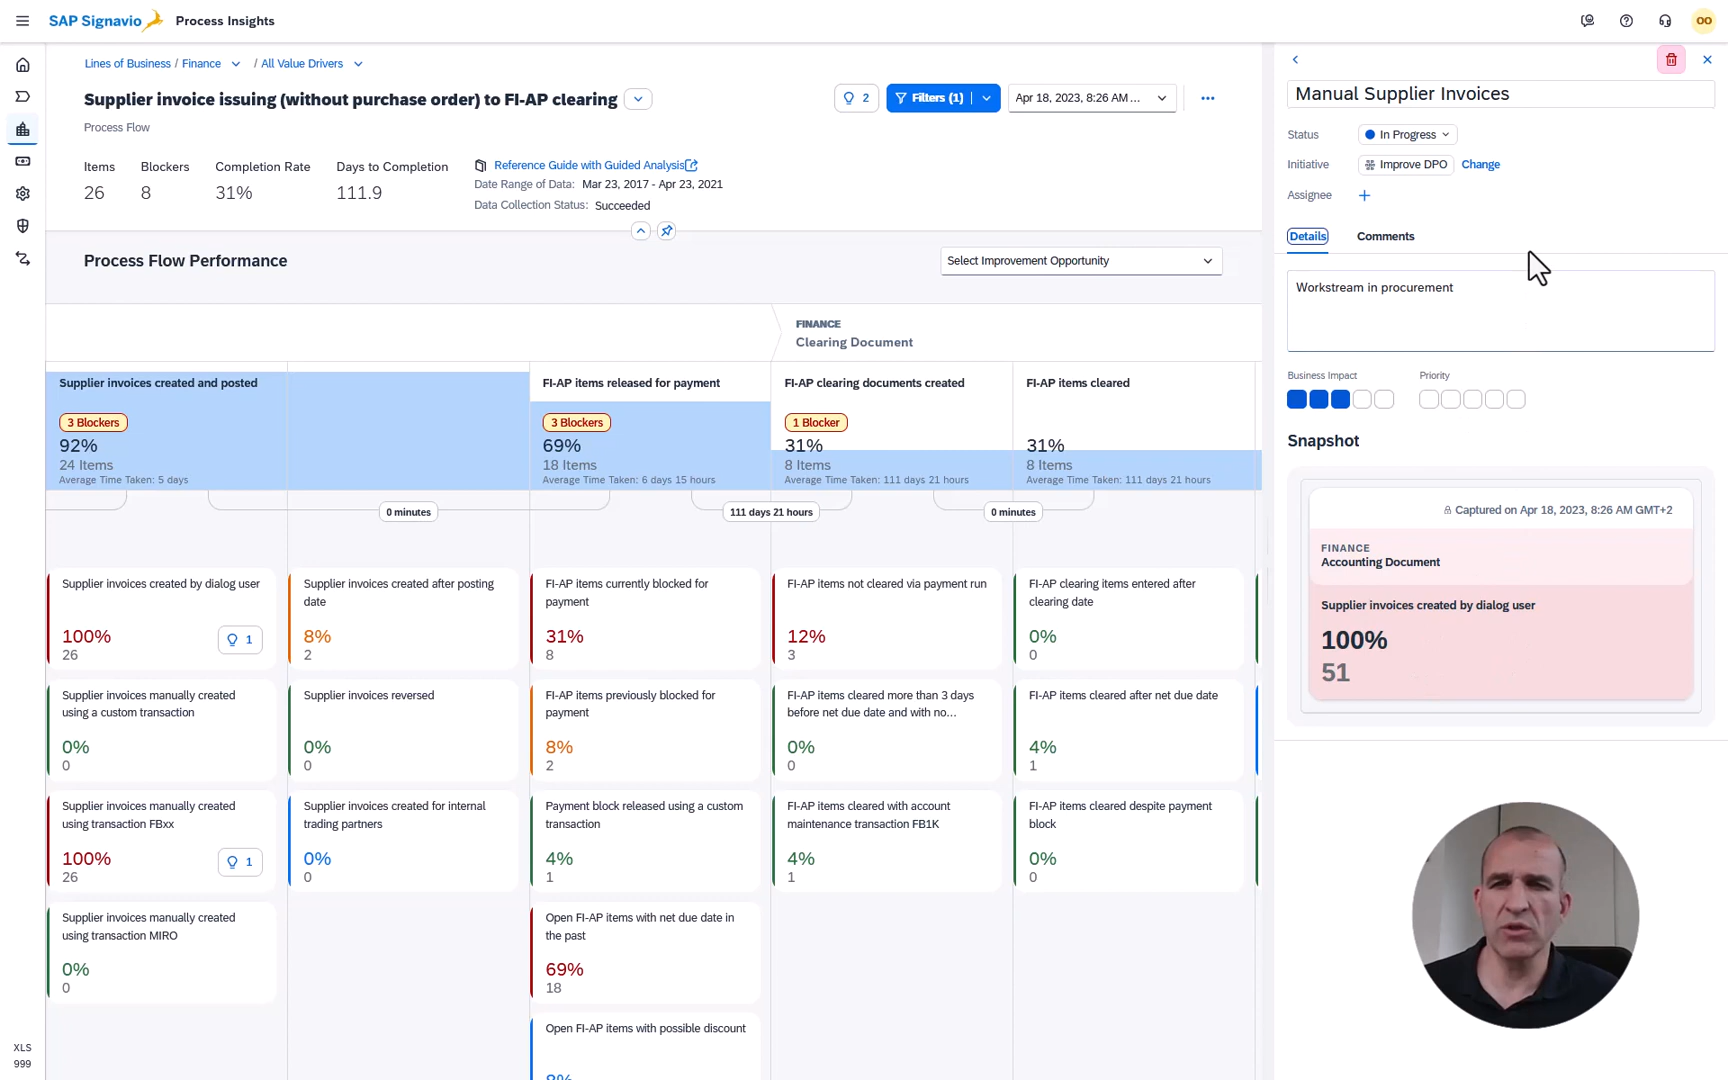 SAP Signavio Process Insights
OO
Lines of Business / Finance / All Value Drivers
Supplier invoice issuing (without purchase order) to FI-AP clearing
2
Filters (1)
Apr 18, 2023, 8:26 AM ...
Process Flow
Items
26
Blockers
8
Completion Rate
31%
Days to Completion
111.9
Reference Guide with Guided Analysis
Date Range of Data: Mar 23, 2017 - Apr 23, 2021
Data Collection Status: Succeeded
Process Flow Performance
Select Improvement Opportunity
FINANCE
Clearing Document
Supplier invoices created and posted
3 Blockers
92%
24 Items
Average Time Taken: 5 days
FI-AP items released for payment
3 Blockers
69%
18 Items
Average Time Taken: 6 days 15 hours
FI-AP clearing documents created
1 Blocker
31%
8 Items
Average Time Taken: 111 days 21 hours
FI-AP items cleared
31%
8 Items
Average Time Taken: 111 days 21 hours
0 minutes
111 days 21 hours
0 minutes
Supplier invoices created by dialog user
100%
26
1
Supplier invoices manually created
using a custom transaction
0%
0
Supplier invoices manually created
using transaction FBxx
100%
26
1
Supplier invoices manually created
using transaction MIRO
0%
0
Supplier invoices created after posting
date
8%
2
Supplier invoices reversed
0%
0
Supplier invoices created for internal
trading partners
0%
0
FI-AP items currently blocked for
payment
31%
8
FI-AP items previously blocked for
payment
8%
2
Payment block released using a custom
transaction
4%
1
Open FI-AP items with net due date in
the past
69%
18
Open FI-AP items with possible discount
8%
FI-AP items not cleared via payment run
12%
3
FI-AP items cleared more than 3 days
before net due date and with no...
0%
0
FI-AP items cleared with account
maintenance transaction FB1K
4%
1
FI-AP clearing items entered after
clearing date
0%
0
FI-AP items cleared after net due date
4%
1
FI-AP items cleared despite payment
block
0%
0
XLS
999
Manual Supplier Invoices
Status In Progress
Initiative Improve DPO Change
Assignee
Details Comments
Workstream in procurement
Business Impact
Priority
Snapshot
Captured on Apr 18, 2023, 8:26 AM GMT+2
FINANCE
Accounting Document
Supplier invoices created by dialog user
100%
51